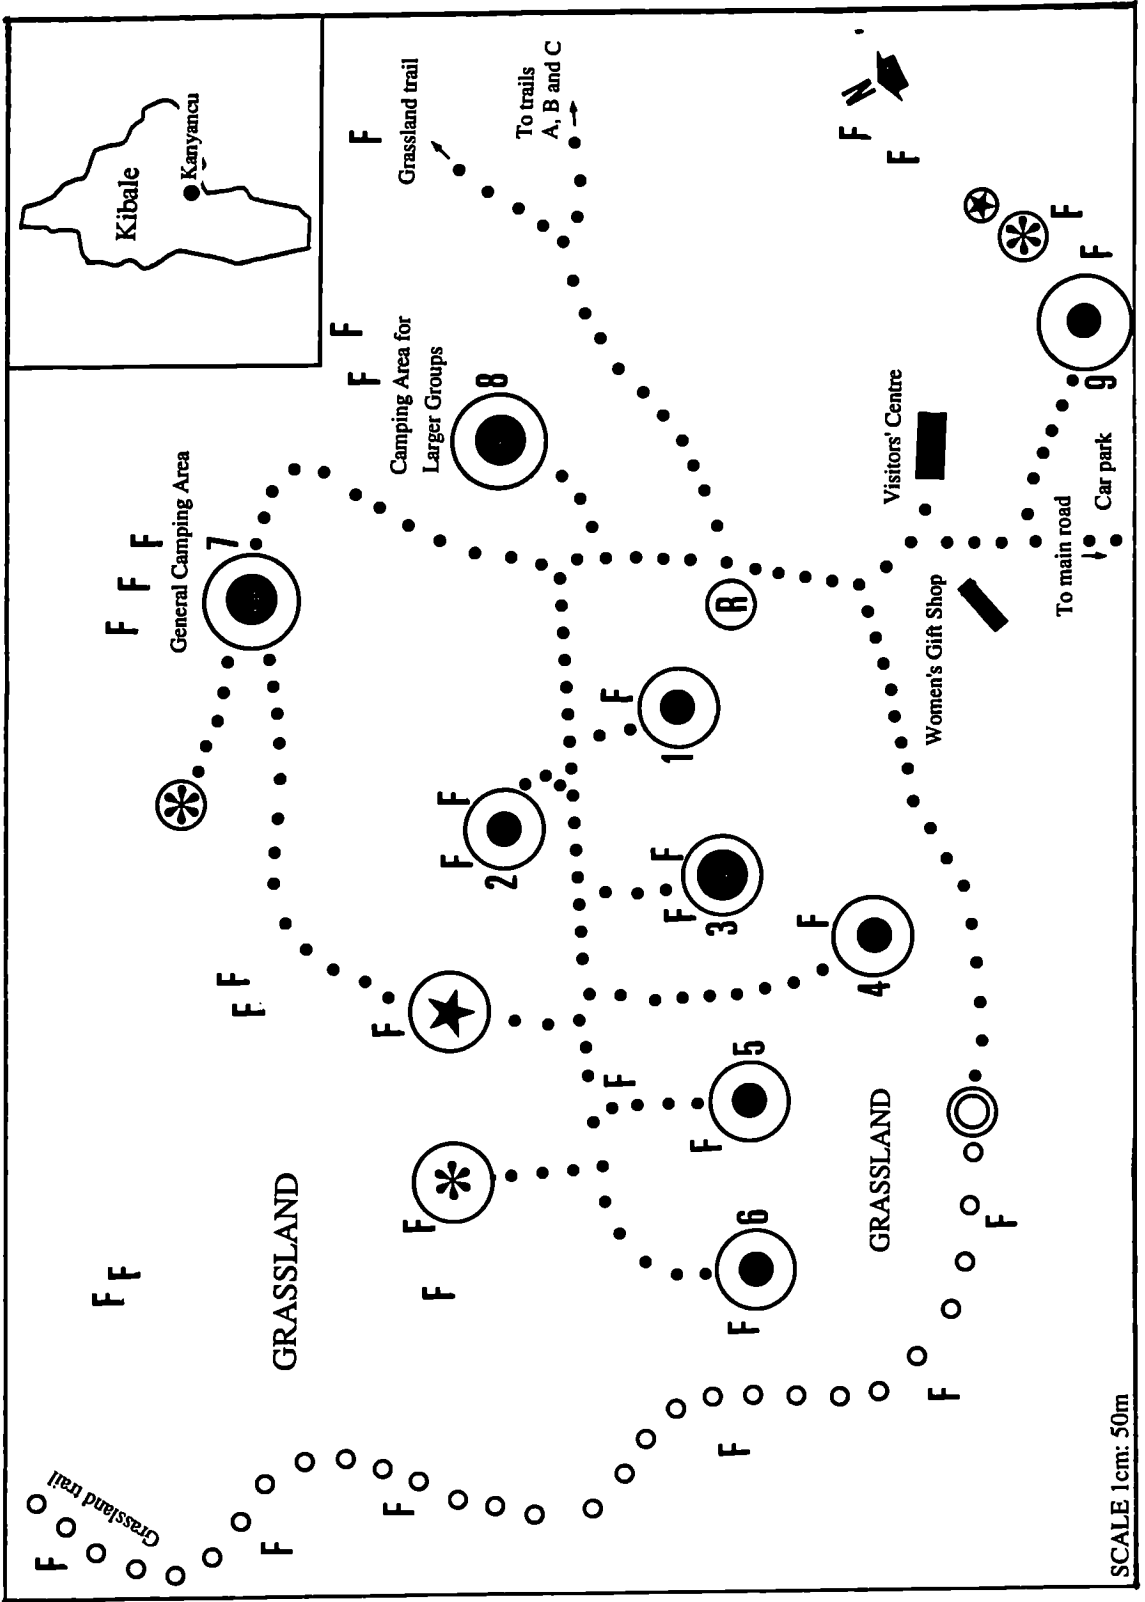 Kibale
Kanyancu
Grassland trail
To trails
A, B and C
F
N
F
F
F
F
F
Camping Area for
Larger Groups
8
F
F
F
General Camping Area
7
F
F
Visitors' Centre
9
Car park
To main road
Women's Gift Shop
R
F
1
F
F
2
F
F
3
F
4
F
F
F
5
F
F
GRASSLAND
F
F
F
F
GRASSLAND
6
F
F
F
F
F
F
Grassland trail
F
SCALE 1cm: 50m